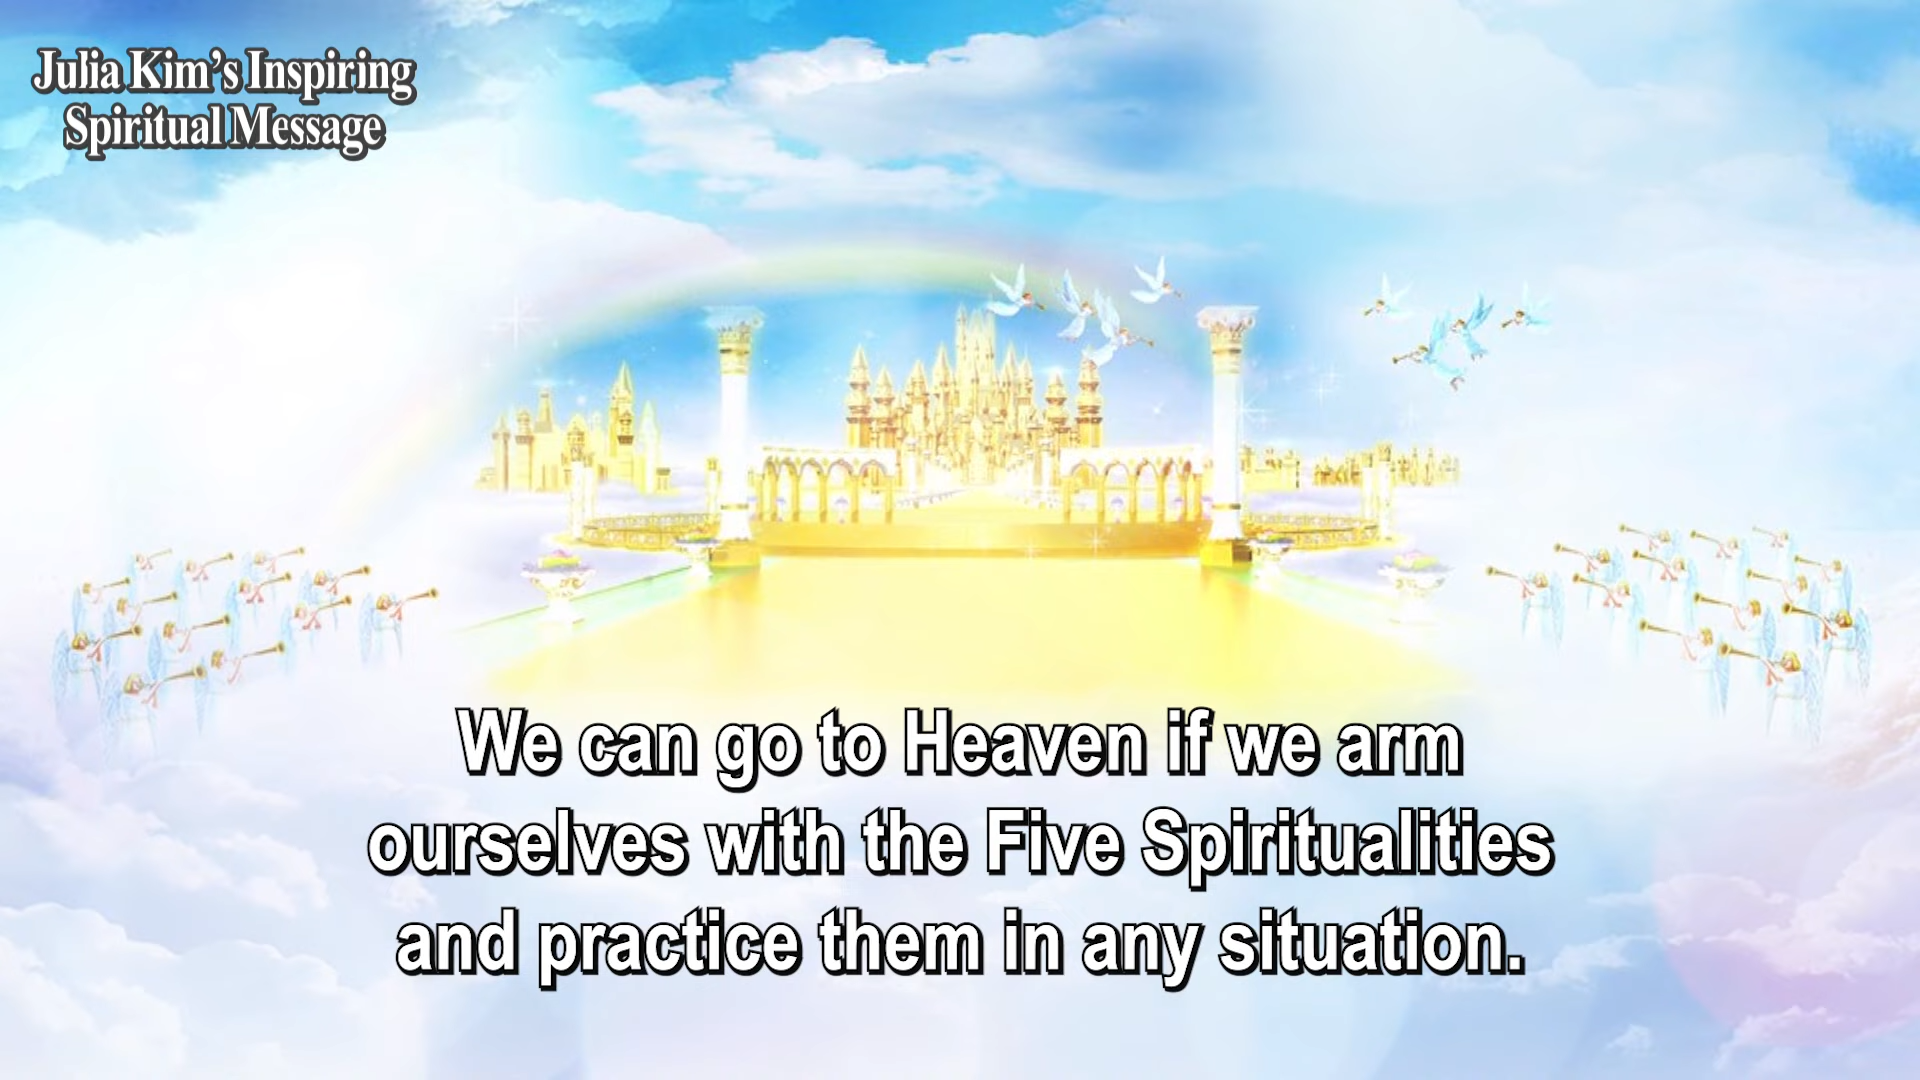 Julia Kim's Inspiring
Spiritual Message
We can go to Heaven if we arm
ourselves with the Five Spiritualities
and practice them in any situation.